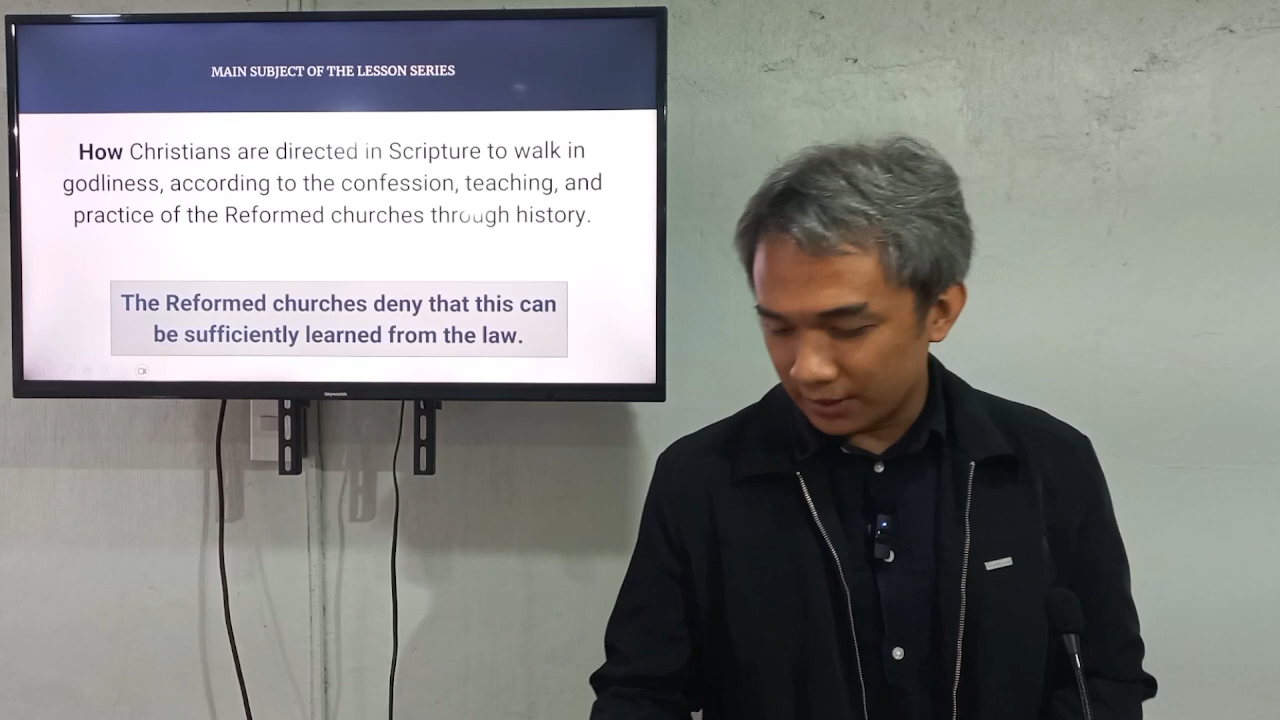 MAIN SUBJECT OF THE LESSON SERIES
How Christians are directed in Scripture to walk in
godliness, according to the confession, teaching, and
practice of the Reformed churches through history.
The Reformed churches deny that this can
be sufficiently learned from the law.
skyworth